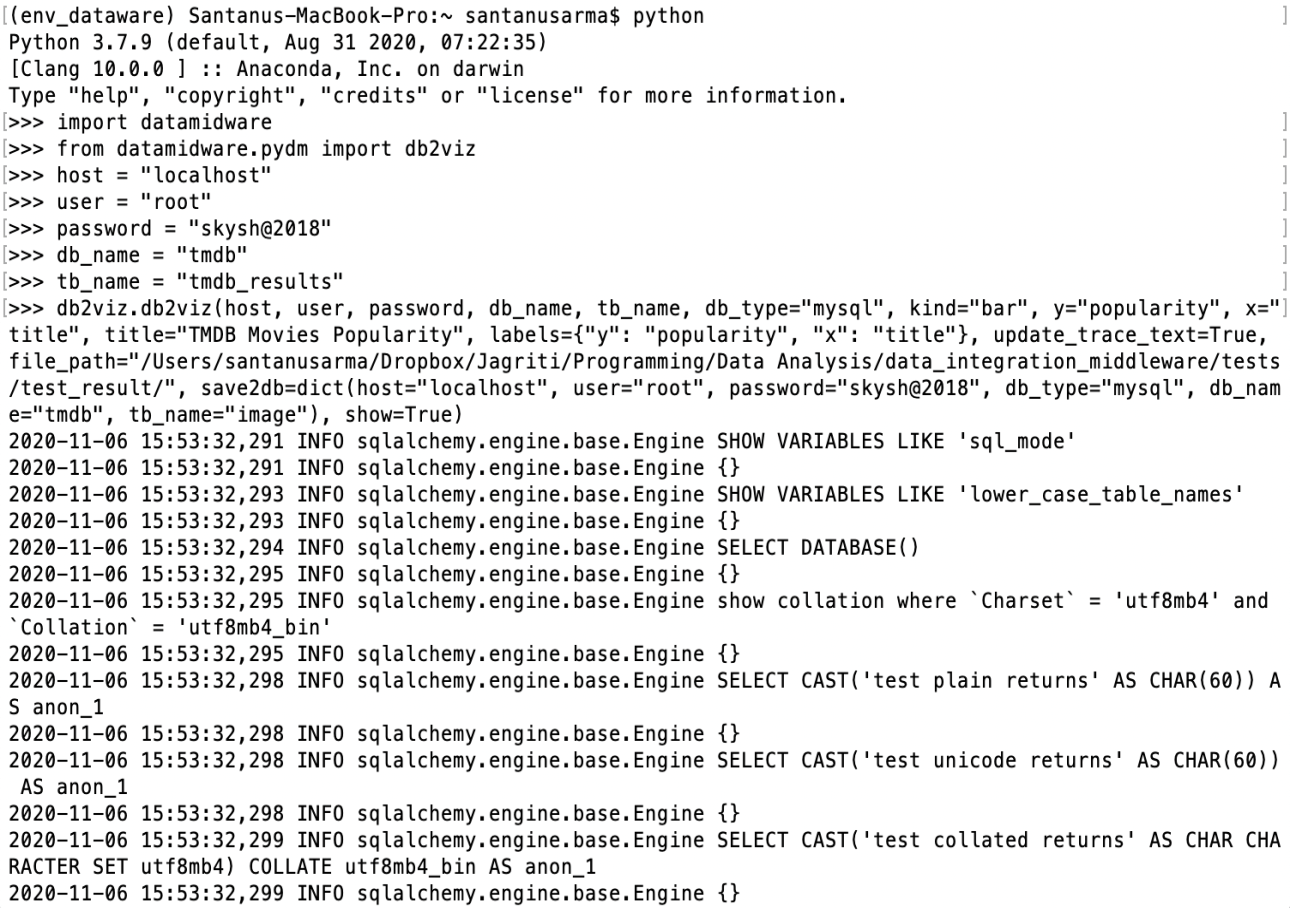 [(env_dataware) Santanus-MacBook-Pro:~ santanusarma$ python ]
Python 3.7.9 (default, Aug 31 2020, 07:22:35)
[Clang 10.0.0 ] :: Anaconda, Inc. on darwin
Type "help", "copyright", "credits" or "license" for more information.
[>>> import datamidware ]
[>>> from datamidware.pydm import db2viz ]
[>>> host = "localhost" ]
[>>> user = "root" ]
[>>> password = "skysh@2018" ]
[>>> db_name = "tmdb" ]
[>>> tb_name = "tmdb_results" ]
[>>> db2viz.db2viz(host, user, password, db_name, tb_name, db_type="mysql", kind="bar", y="popularity", x="]
title", title="TMDB Movies Popularity", labels={"y": "popularity", "x": "title"}, update_trace_text=True,
file_path="/Users/santanusarma/Dropbox/Jagriti/Programming/Data Analysis/data_integration_middleware/tests
/test_result/", save2db=dict(host="localhost", user="root", password="skysh@2018", db_type="mysql", db_nam
e="tmdb", tb_name="image"), show=True)
2020-11-06 15:53:32,291 INFO sqlalchemy.engine.base.Engine SHOW VARIABLES LIKE 'sql_mode'
2020-11-06 15:53:32,291 INFO sqlalchemy.engine.base.Engine {}
2020-11-06 15:53:32,293 INFO sqlalchemy.engine.base.Engine SHOW VARIABLES LIKE 'lower_case_table_names'
2020-11-06 15:53:32,293 INFO sqlalchemy.engine.base.Engine {}
2020-11-06 15:53:32,294 INFO sqlalchemy.engine.base.Engine SELECT DATABASE()
2020-11-06 15:53:32,295 INFO sqlalchemy.engine.base.Engine {}
2020-11-06 15:53:32,295 INFO sqlalchemy.engine.base.Engine show collation where `Charset` = 'utf8mb4' and
`Collation` = 'utf8mb4_bin'
2020-11-06 15:53:32,295 INFO sqlalchemy.engine.base.Engine {}
2020-11-06 15:53:32,298 INFO sqlalchemy.engine.base.Engine SELECT CAST('test plain returns' AS CHAR(60)) A
S anon_1
2020-11-06 15:53:32,298 INFO sqlalchemy.engine.base.Engine {}
2020-11-06 15:53:32,298 INFO sqlalchemy.engine.base.Engine SELECT CAST('test unicode returns' AS CHAR(60))
 AS anon_1
2020-11-06 15:53:32,298 INFO sqlalchemy.engine.base.Engine {}
2020-11-06 15:53:32,299 INFO sqlalchemy.engine.base.Engine SELECT CAST('test collated returns' AS CHAR CHA
RACTER SET utf8mb4) COLLATE utf8mb4_bin AS anon_1
2020-11-06 15:53:32,299 INFO sqlalchemy.engine.base.Engine {}